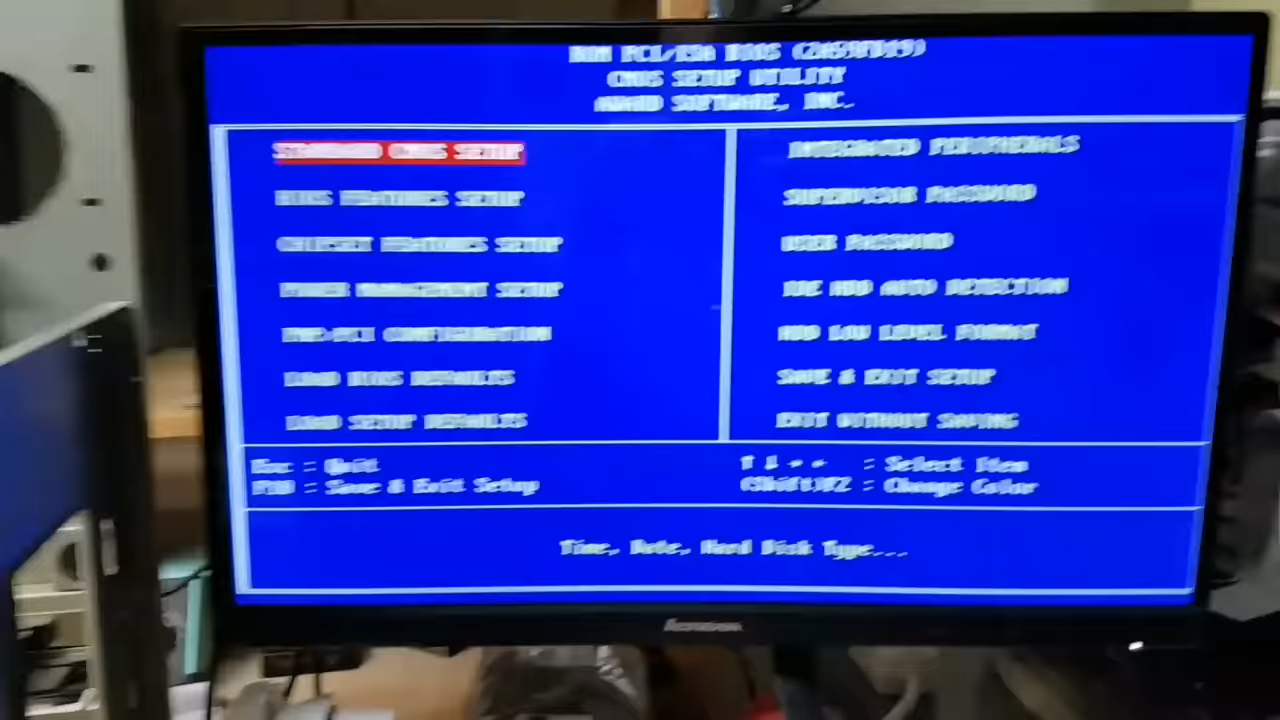 ROM PCI/ISA BIOS (2A59FD19)
CMOS SETUP UTILITY
AWARD SOFTWARE, INC.
STANDARD CMOS SETUP
BIOS FEATURES SETUP
CHIPSET FEATURES SETUP
POWER MANAGEMENT SETUP
PNP/PCI CONFIGURATION
LOAD BIOS DEFAULTS
LOAD SETUP DEFAULTS
INTEGRATED PERIPHERALS
SUPERVISOR PASSWORD
USER PASSWORD
IDE HDD AUTO DETECTION
HDD LOW LEVEL FORMAT
SAVE & EXIT SETUP
EXIT WITHOUT SAVING
Esc : Quit
F10 : Save & Exit Setup
↑ ↓ → ← : Select Item
(Shift)F2 : Change Color
Time, Date, Hard Disk Type...